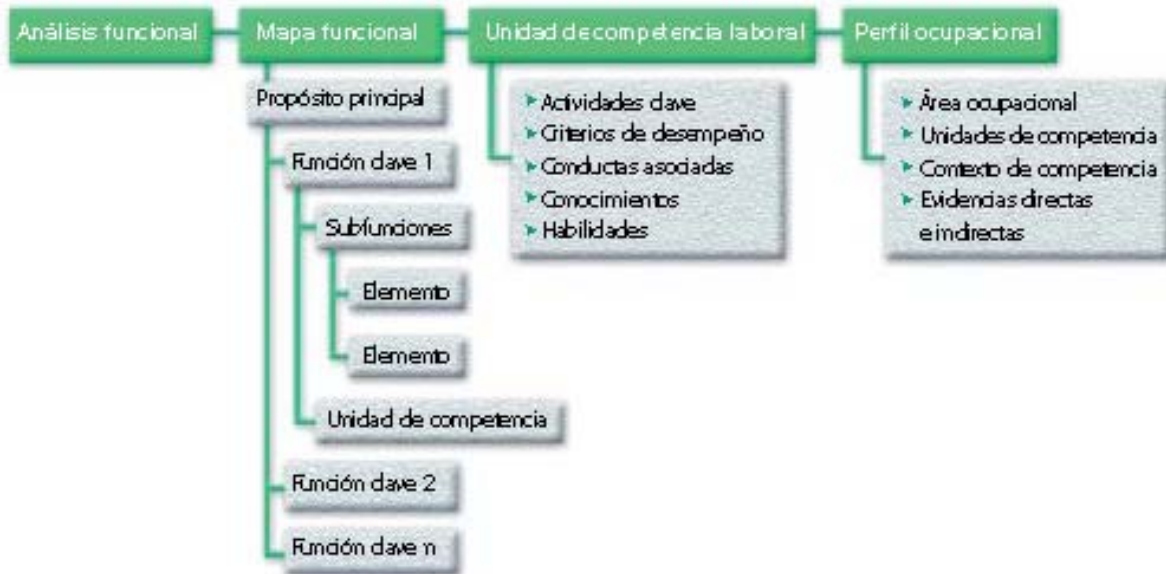 Análisis funcional
Mapa funcional
Unidad de competencia laboral
Perfil ocupacional
Propósito principal
Función clave 1
Subfunciones
Elemento
Elemento
Unidad de competencia
Función clave 2
Función clave n
Actividades clave
Criterios de desempeño
Conductas asociadas
Conocimientos
Habilidades
Área ocupacional
Unidades de competencia
Contexto de competencia
Evidencias directas
e indirectas